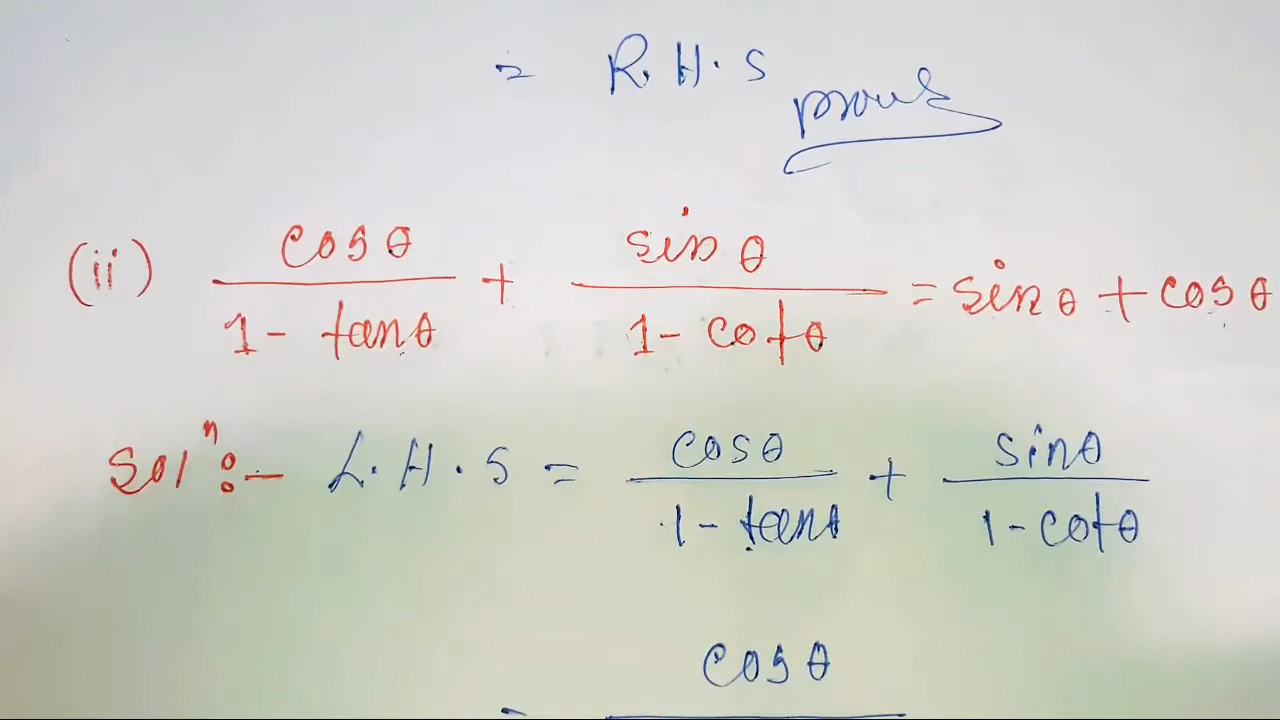 = R.H.S
proved
(ii) cosθ / 1 - tanθ + sinθ / 1 - cotθ = sinθ + cosθ
Solⁿ :- L.H.S = cosθ / 1 - tanθ + sinθ / 1 - cotθ
= cosθ